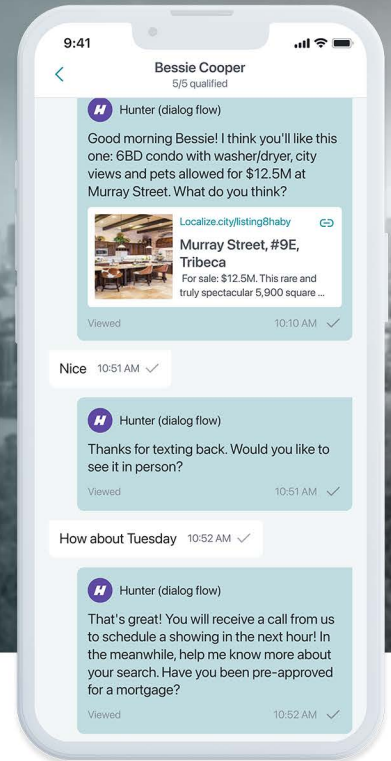 9:41
Bessie Cooper
5/5 qualified
H Hunter (dialog flow)
Good morning Bessie! I think you'll like this
one: 6BD condo with washer/dryer, city
views and pets allowed for $12.5M at
Murray Street. What do you think?
Localize.city/listing8haby
Murray Street, #9E,
Tribeca
For sale: $12.5M. This rare and
truly spectacular 5,900 square ...
Viewed 10:10 AM
Nice 10:51 AM
H Hunter (dialog flow)
Thanks for texting back. Would you like to
see it in person?
Viewed 10:51 AM
How about Tuesday 10:52 AM
H Hunter (dialog flow)
That's great! You will receive a call from us
to schedule a showing in the next hour! In
the meanwhile, help me know more about
your search. Have you been pre-approved
for a mortgage?
Viewed 10:52 AM